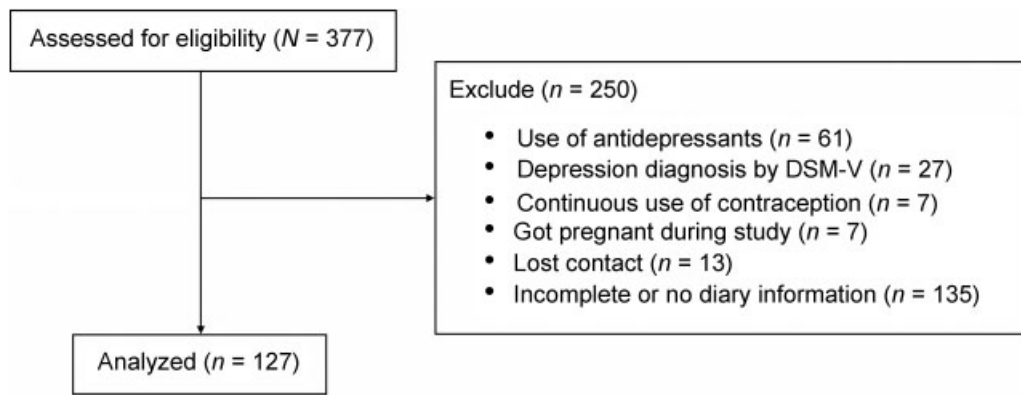 Assessed for eligibility (N = 377)
Exclude (n = 250)
• Use of antidepressants (n = 61)
• Depression diagnosis by DSM-V (n = 27)
• Continuous use of contraception (n = 7)
• Got pregnant during study (n = 7)
• Lost contact (n = 13)
• Incomplete or no diary information (n = 135)
Analyzed (n = 127)